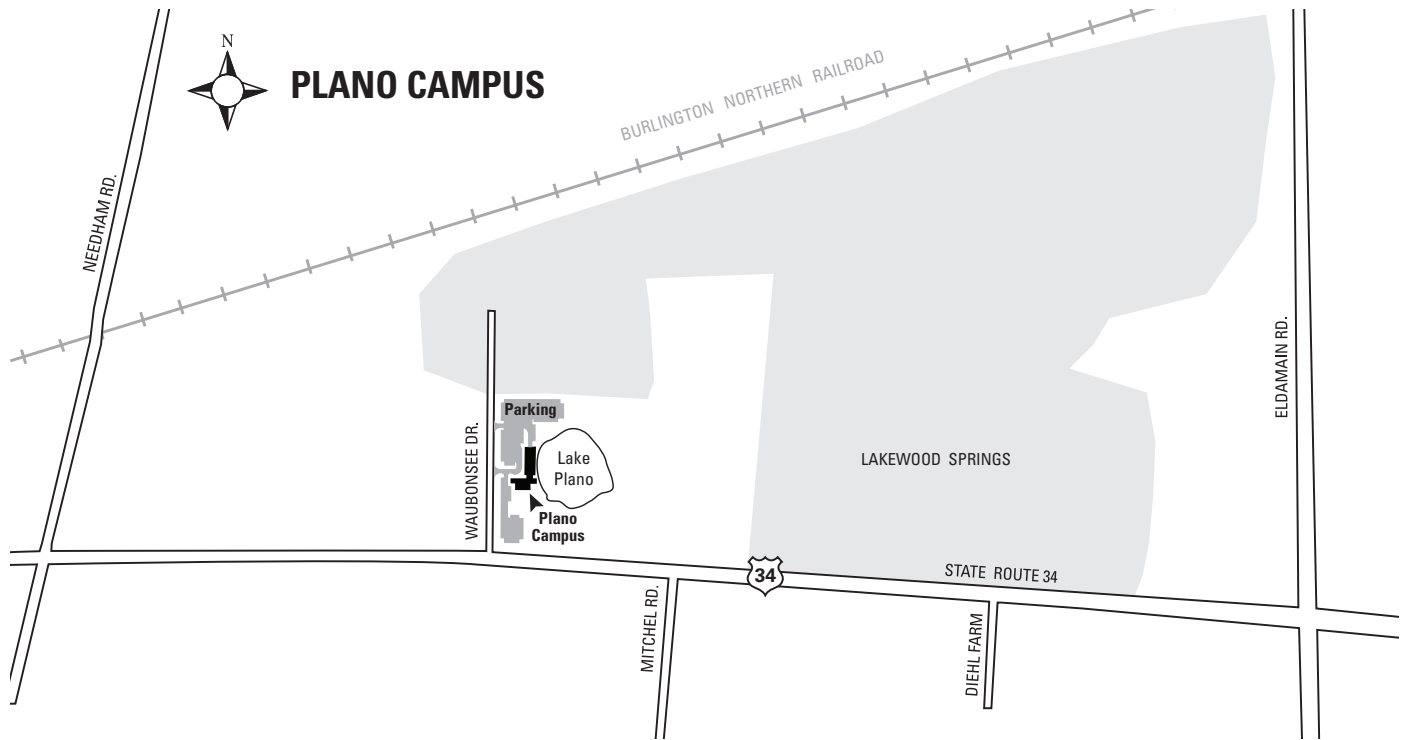 N
PLANO CAMPUS
BURLINGTON NORTHERN RAILROAD
NEEDHAM RD.
ELDAMAIN RD.
Parking
WAUBONSEE DR.
Lake
Plano
LAKEWOOD SPRINGS
Plano
Campus
34
STATE ROUTE 34
MITCHEL RD.
DIEHL FARM